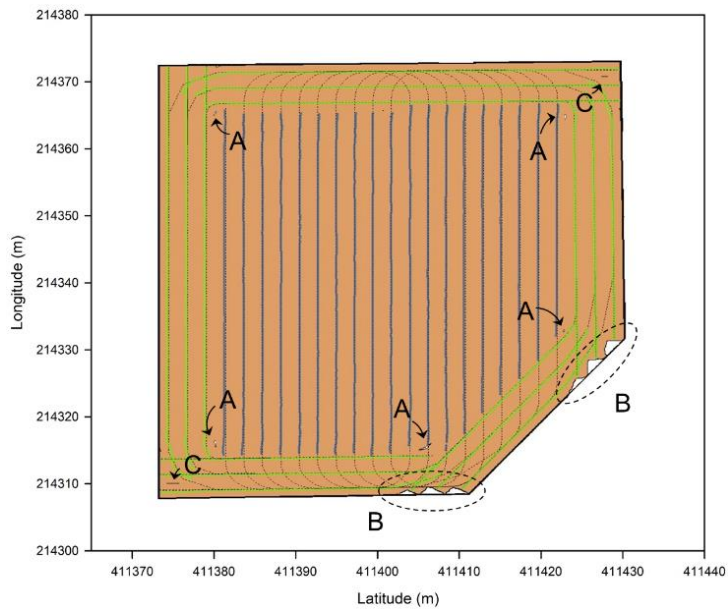 214380
214370
C
A
A
214360
214350
Longitude (m)
214340
A
214330
B
A
A
214320
C
214310
B
214300
411370
411380
411390
411400
411410
411420
411430
411440
Latitude (m)